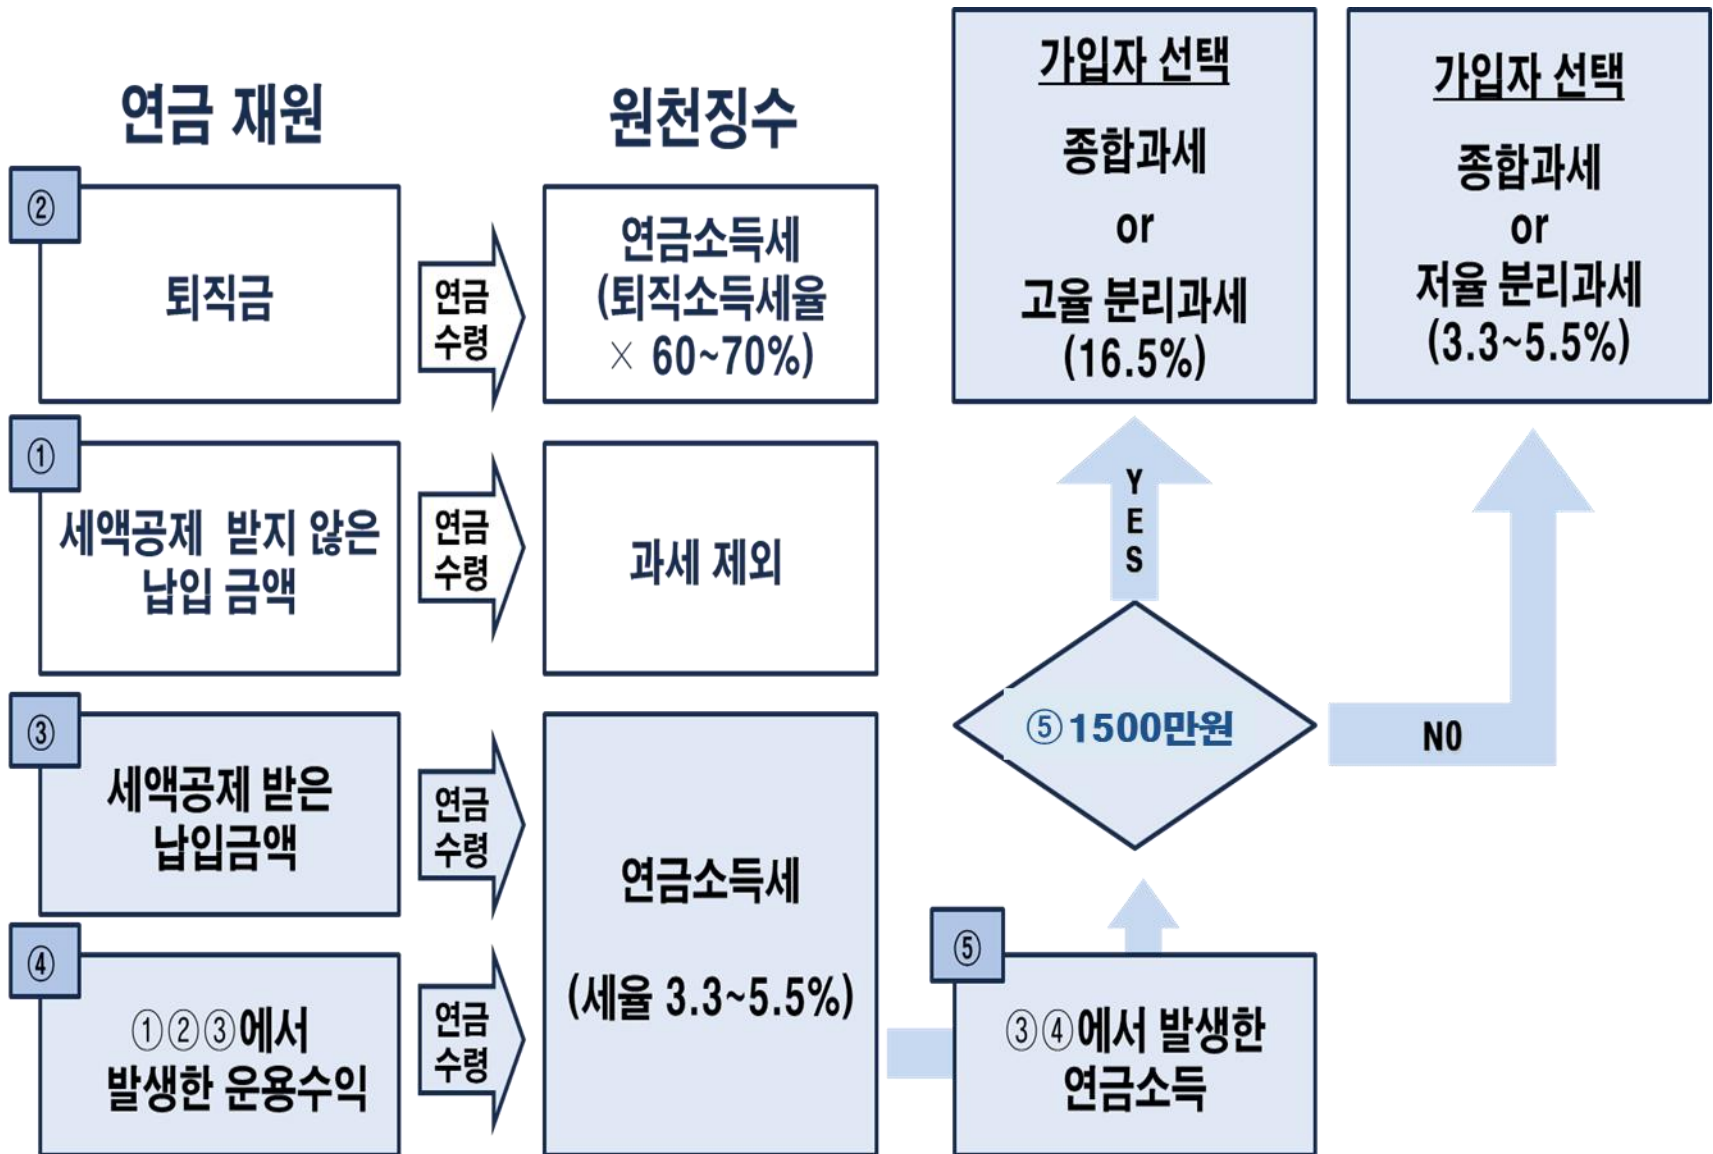 연금 재원
원천징수
②
퇴직금
연금
수령
연금소득세
(퇴직소득세율
× 60~70%)
①
세액공제 받지 않은
납입 금액
연금
수령
과세 제외
③
세액공제 받은
납입금액
연금
수령
④
①②③에서
발생한 운용수익
연금
수령
연금소득세
(세율 3.3~5.5%)
⑤
③④에서 발생한
연금소득
⑤1500만원
YES
NO
가입자 선택
종합과세
or
고율 분리과세
(16.5%)
가입자 선택
종합과세
or
저율 분리과세
(3.3~5.5%)